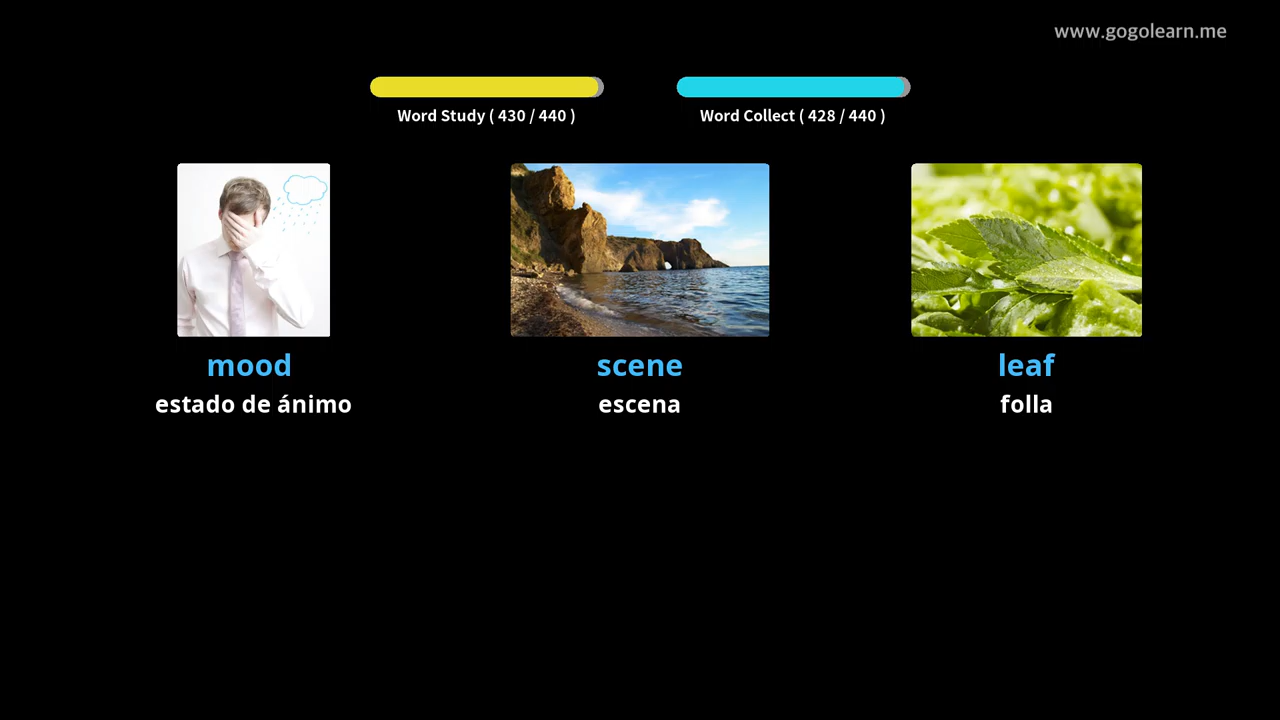 www.gogolearn.me
Word Study ( 430 / 440 )
Word Collect ( 428 / 440 )
mood
scene
leaf
estado de ánimo
escena
folla